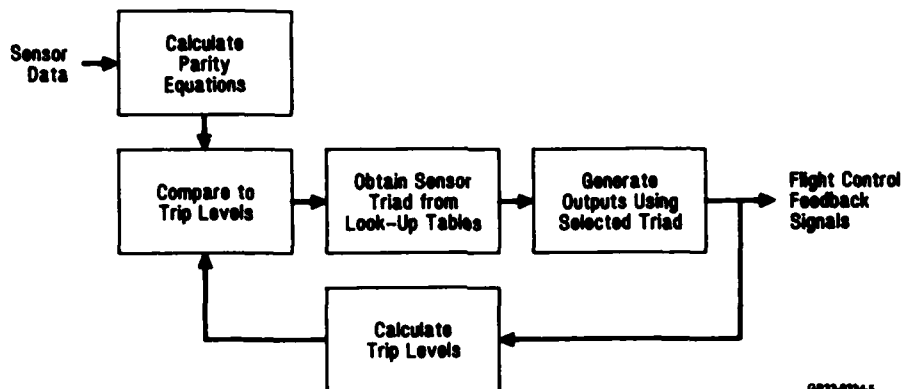 Sensor
Data
Calculate
Parity
Equations
Compare to
Trip Levels
Obtain Sensor
Triad from
Look-Up Tables
Generate
Outputs Using
Selected Triad
Flight Control
Feedback
Signals
Calculate
Trip Levels